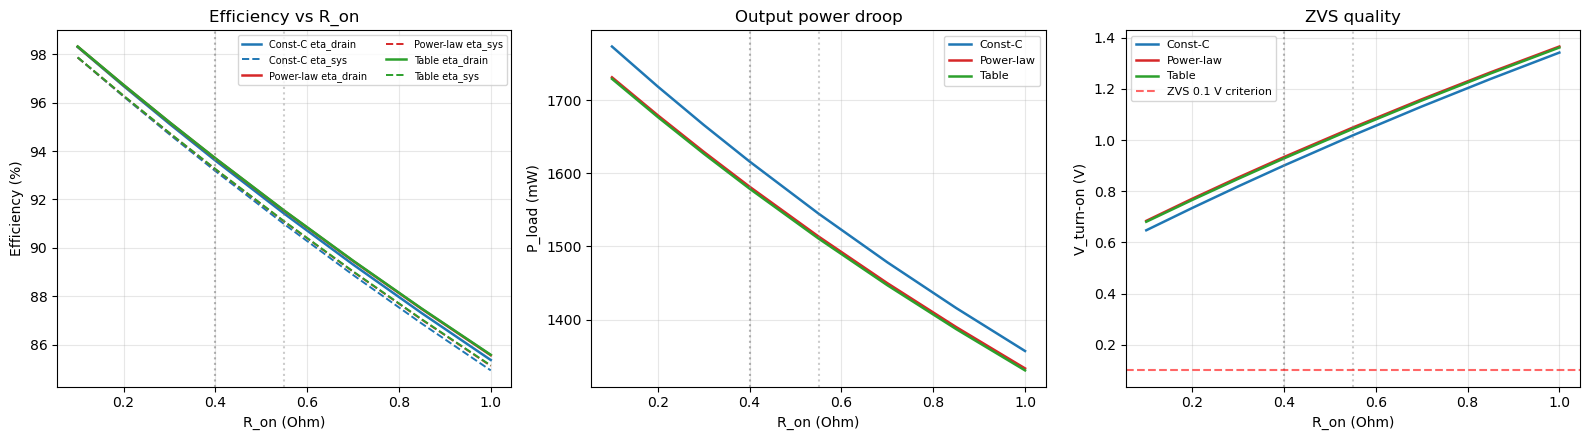 Efficiency vs R_on
Efficiency (%)
98
96
94
92
90
88
86
Const-C eta_drain
Const-C eta_sys
Power-law eta_drain
Power-law eta_sys
Table eta_drain
Table eta_sys
0.2 0.4 0.6 0.8 1.0
R_on (Ohm)
Output power droop
P_load (mW)
1700
1600
1500
1400
Const-C
Power-law
Table
0.2 0.4 0.6 0.8 1.0
R_on (Ohm)
ZVS quality
V_turn-on (V)
1.4
1.2
1.0
0.8
0.6
0.4
0.2
Const-C
Power-law
Table
ZVS 0.1 V criterion
0.2 0.4 0.6 0.8 1.0
R_on (Ohm)